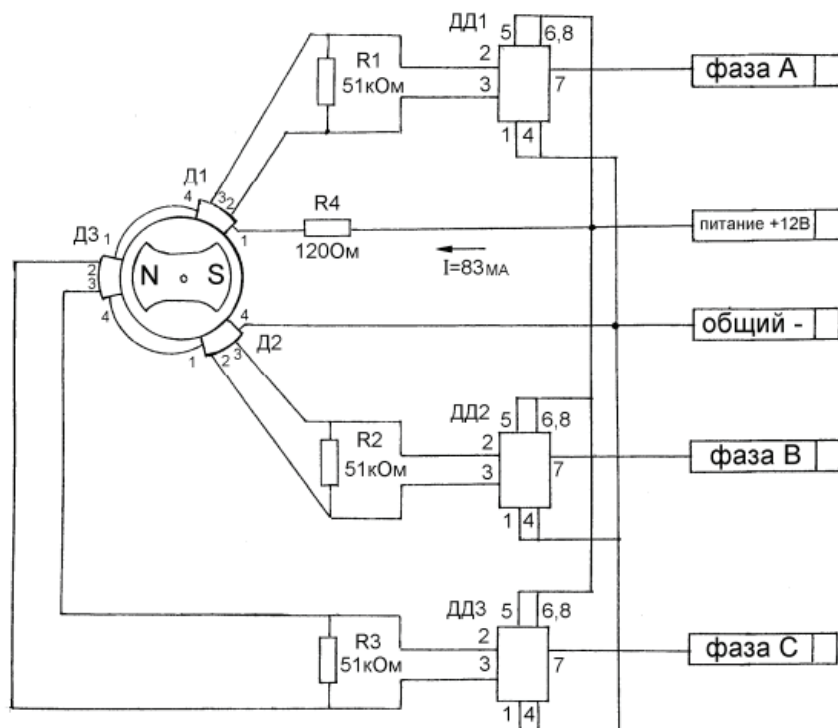 ДД1
5
6,8
2
3
7
1
4
R1
51кОм
фаза А
Д1
4
3
2
1
R4
120Ом
I=83мА
питание +12В
Д3
1
2
3
4
N
S
общий -
4
3
2
1
Д2
ДД2
5
6,8
2
3
7
1
4
R2
51кОм
фаза В
ДД3
5
6,8
2
3
7
1
4
R3
51кОм
фаза С